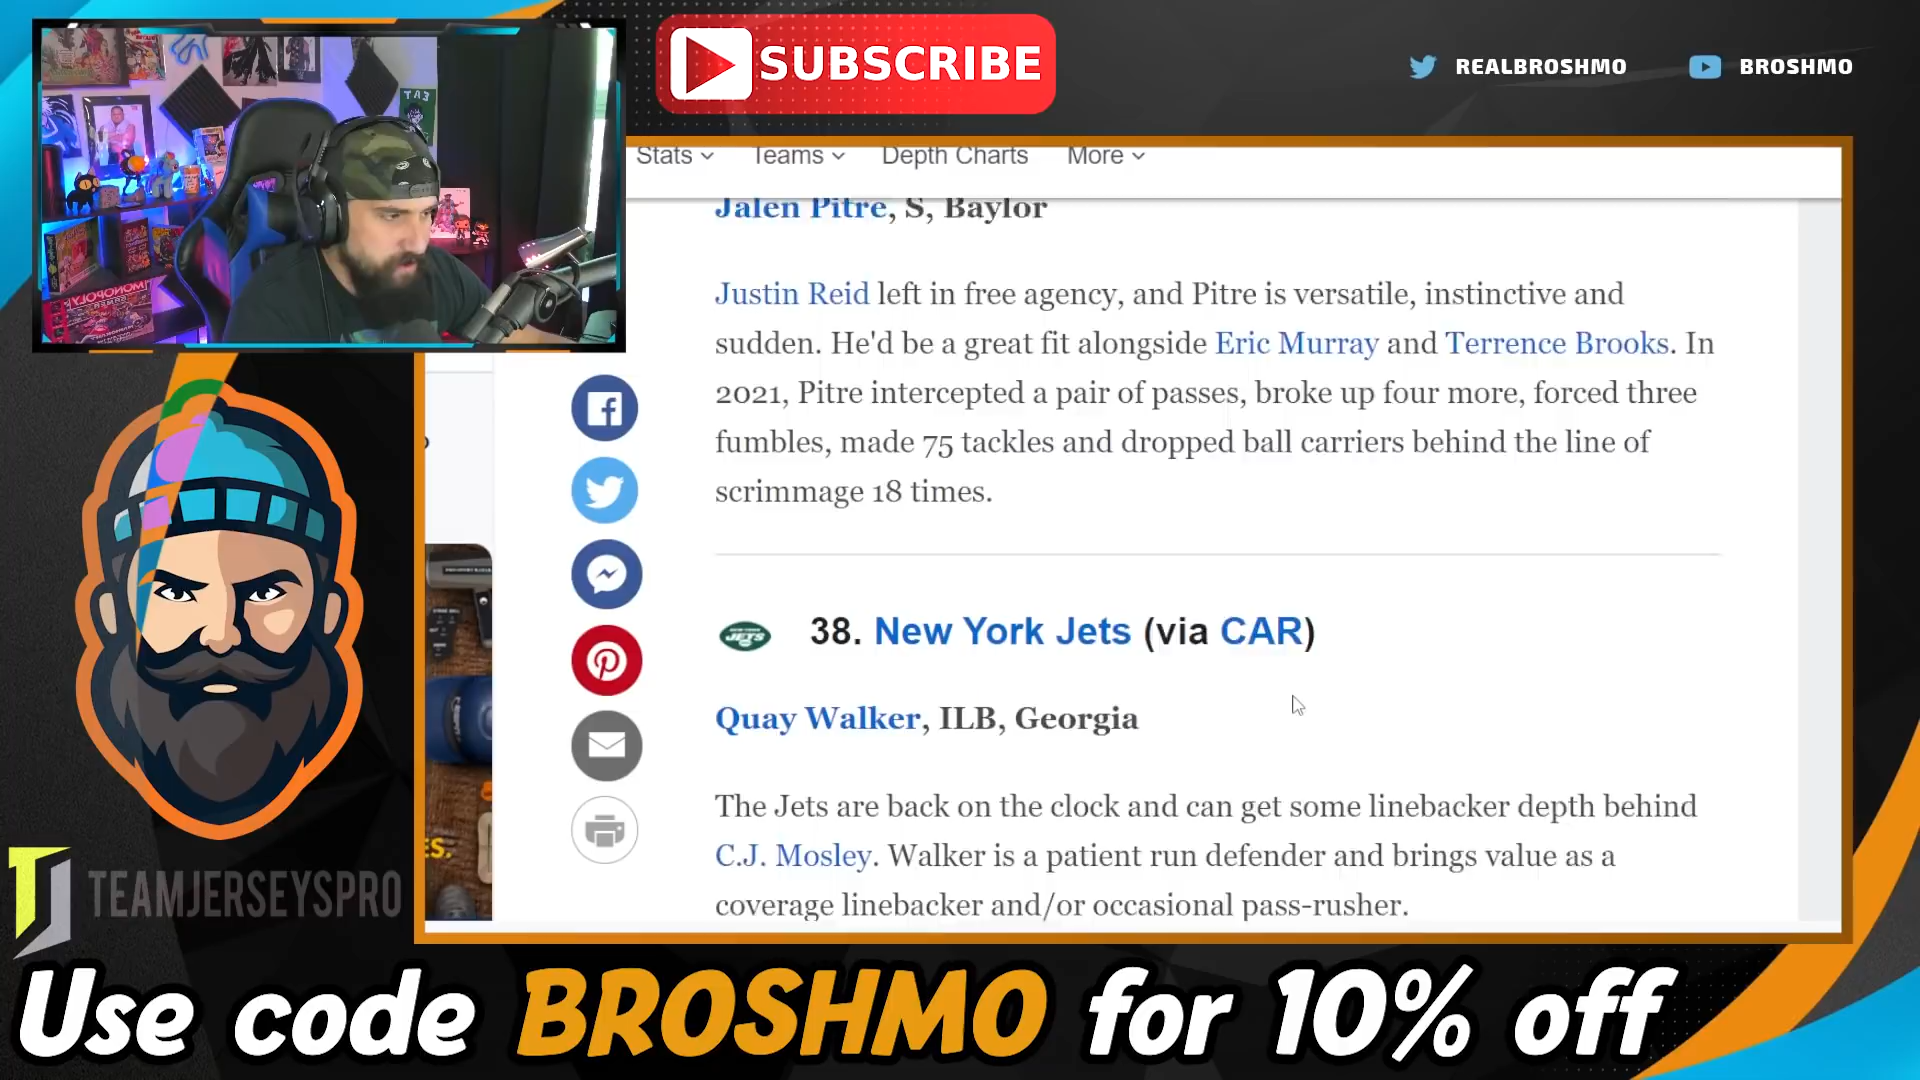 SUBSCRIBE
REALBROSHMO
BROSHMO
Stats
Teams
Depth Charts
More
Jalen Pitre, S, Baylor
Justin Reid left in free agency, and Pitre is versatile, instinctive and
sudden. He'd be a great fit alongside Eric Murray and Terrence Brooks. In
2021, Pitre intercepted a pair of passes, broke up four more, forced three
fumbles, made 75 tackles and dropped ball carriers behind the line of
scrimmage 18 times.
JETS
38. New York Jets (via CAR)
Quay Walker, ILB, Georgia
The Jets are back on the clock and can get some linebacker depth behind
C.J. Mosley. Walker is a patient run defender and brings value as a
coverage linebacker and/or occasional pass-rusher.
ES.
TJ TEAMJERSEYSPRO
Use code BROSHMO for 10% off